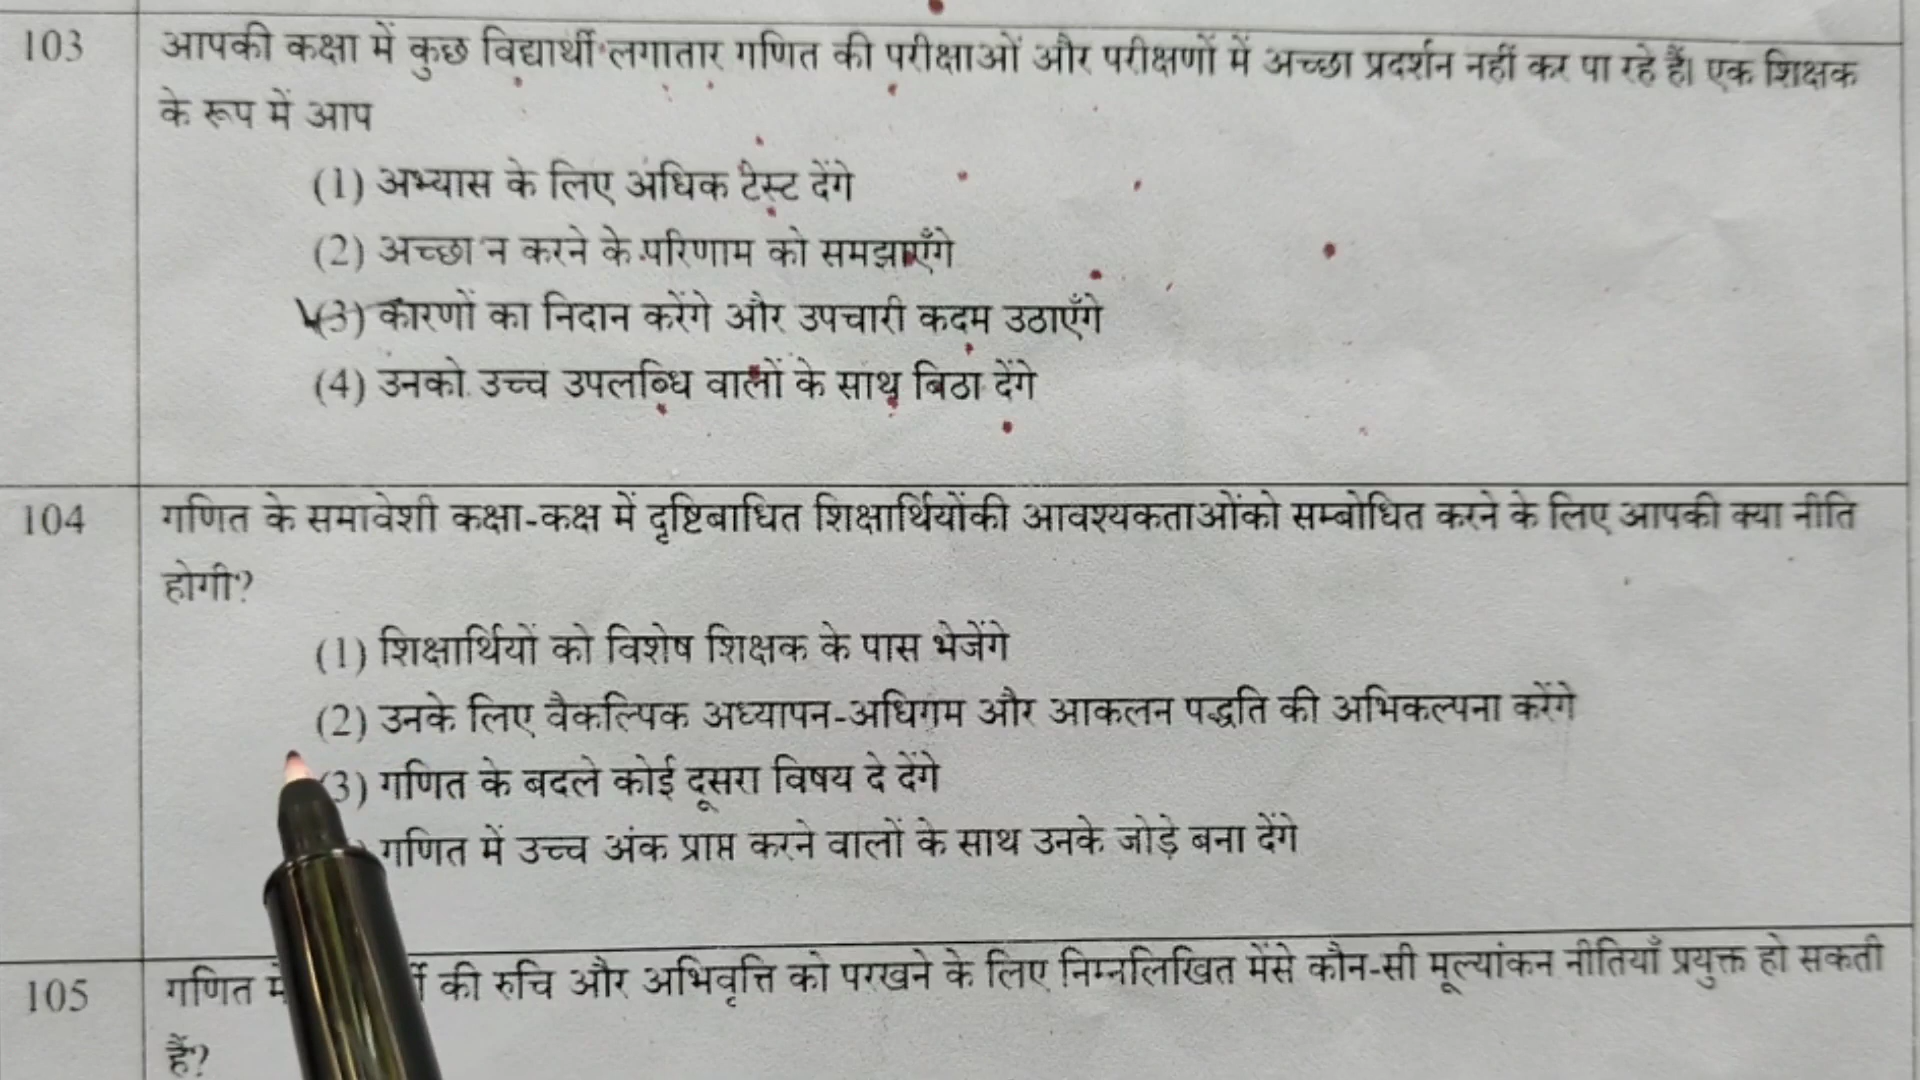 103 आपकी कक्षा में कुछ विद्यार्थी लगातार गणित की परीक्षाओं और परीक्षणों में अच्छा प्रदर्शन नहीं कर पा रहे हैं। एक शिक्षक
के रूप में आप
(1) अभ्यास के लिए अधिक टेस्ट देंगे
(2) अच्छा न करने के परिणाम को समझाएँगे
(3) कारणों का निदान करेंगे और उपचारी कदम उठाएँगे
(4) उनको उच्च उपलब्धि वालों के साथ बिठा देंगे
104 गणित के समावेशी कक्षा-कक्ष में दृष्टिबाधित शिक्षार्थियोंकी आवश्यकताओंको सम्बोधित करने के लिए आपकी क्या नीति
होगी?
(1) शिक्षार्थियों को विशेष शिक्षक के पास भेजेंगे
(2) उनके लिए वैकल्पिक अध्यापन-अधिगम और आकलन पद्धति की अभिकल्पना करेंगे
3) गणित के बदले कोई दूसरा विषय दे देंगे
) गणित में उच्च अंक प्राप्त करने वालों के साथ उनके जोड़े बना देंगे
105 गणित में की रुचि और अभिवृत्ति को परखने के लिए निम्नलिखित मेंसे कौन-सी मूल्यांकन नीतियाँ प्रयुक्त हो सकती
हैं?